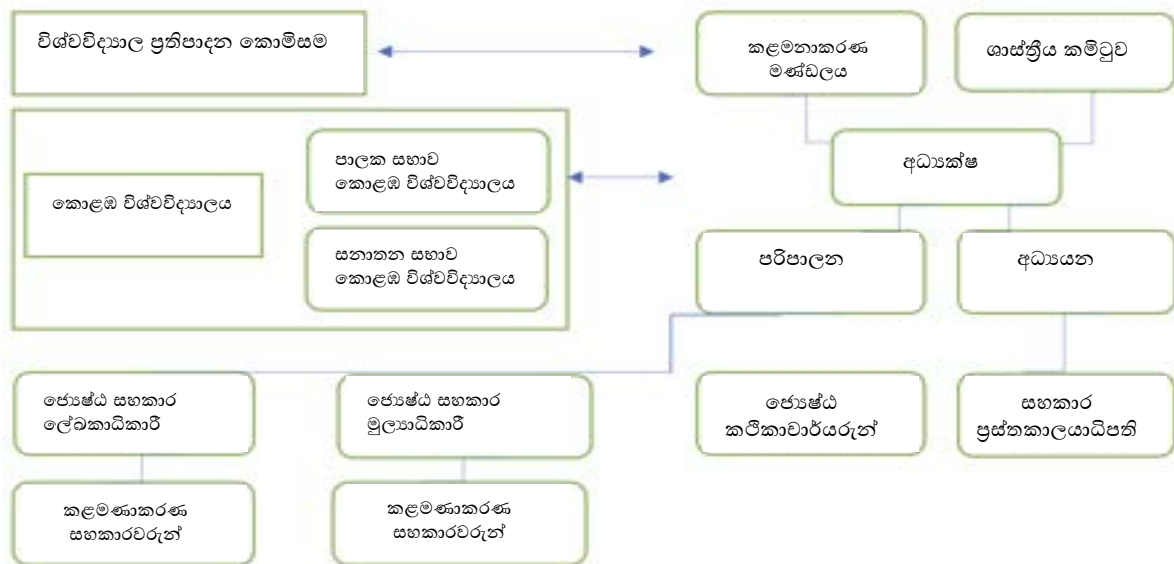 විශ්වවිද්‍යාල ප්‍රතිපාදන කොමිසම
කළමනාකරණ
මණ්ඩලය
ශාස්ත්‍රීය කමිටුව
පාලක සභාව
කොළඹ විශ්වවිද්‍යාලය
අධ්‍යක්ෂ
කොළඹ විශ්වවිද්‍යාලය
සනාතන සභාව
කොළඹ විශ්වවිද්‍යාලය
පරිපාලන
අධ්‍යයන
ජ්‍යෙෂ්ඨ සහකාර
ලේඛකාධිකාරී
ජ්‍යෙෂ්ඨ සහකාර
මුල්‍යාධිකාරී
ජ්‍යෙෂ්ඨ
කථිකාචාර්යරුන්
සහකාර
ප්‍රස්තකාලයාධිපති
කළමණාකරණ
සහකාරවරුන්
කළමණාකරණ
සහකාරවරුන්